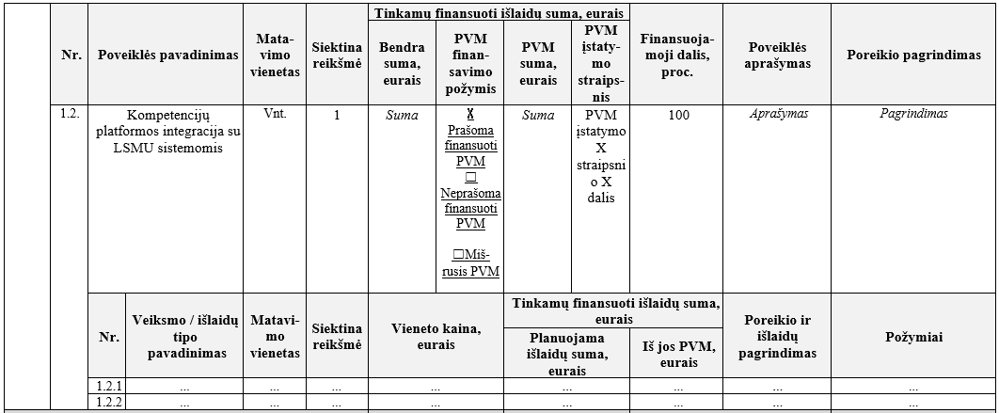 Tinkamų finansuoti išlaidų suma, eurais
Nr.
Poveiklės pavadinimas
Mata-
vimo
vienetas
Siektina
reikšmė
Bendra
suma,
eurais
PVM
finan-
savimo
požymis
PVM
suma,
eurais
PVM
įstaty-
mo
straips-
nis
Finansuoja-
moji dalis,
proc.
Poveiklės
aprašymas
Poreikio pagrindimas
1.2.
Kompetencijų
platformos integracija su
LSMU sistemomis
Vnt.
1
Suma
X
Prašoma
finansuoti
PVM
☐
Neprašoma
finansuoti
PVM
☐Miš-
rusis PVM
Suma
PVM
įstatymo
X
straipsni
o X
dalis
100
Aprašymas
Pagrindimas
Nr.
Veiksmo / išlaidų
tipo
pavadinimas
Matavi-
mo
vienetas
Siektina
reikšmė
Vieneto kaina,
eurais
Tinkamų finansuoti išlaidų suma,
eurais
Planuojama
išlaidų suma,
eurais
Iš jos PVM,
eurais
Poreikio ir
išlaidų
pagrindimas
Požymiai
1.2.1 ... ... ... ... ... ... ... ...
1.2.2 ... ... ... ... ... ... ... ...